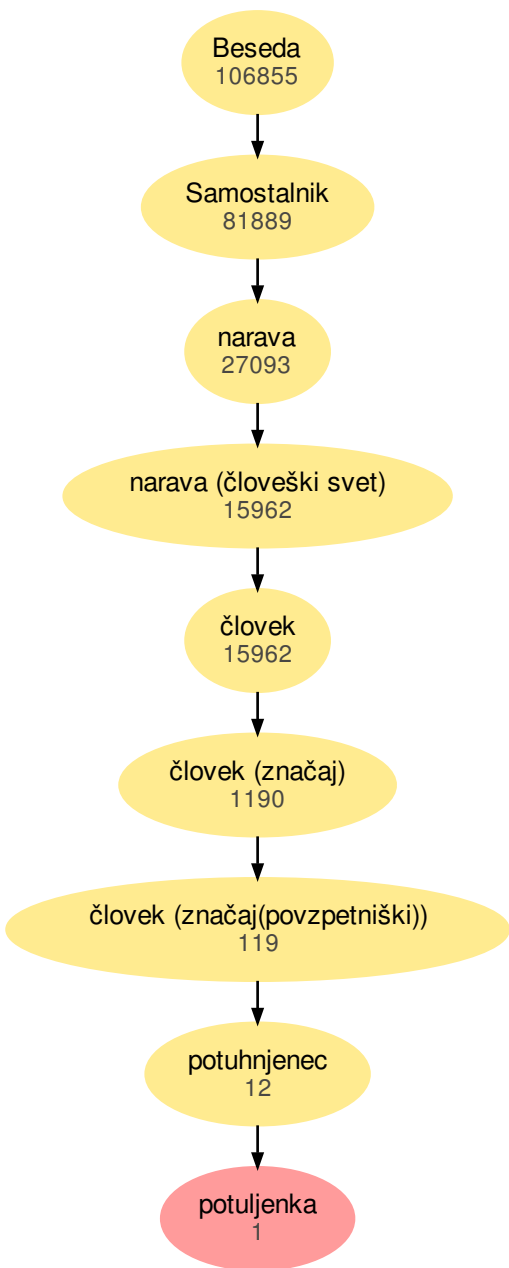 Beseda
106855
Samostalnik
81889
narava
27093
narava (človeški svet)
15962
človek
15962
človek (značaj)
1190
človek (značaj(povzpetniški))
119
potuhnjenec
12
potuljenka
1